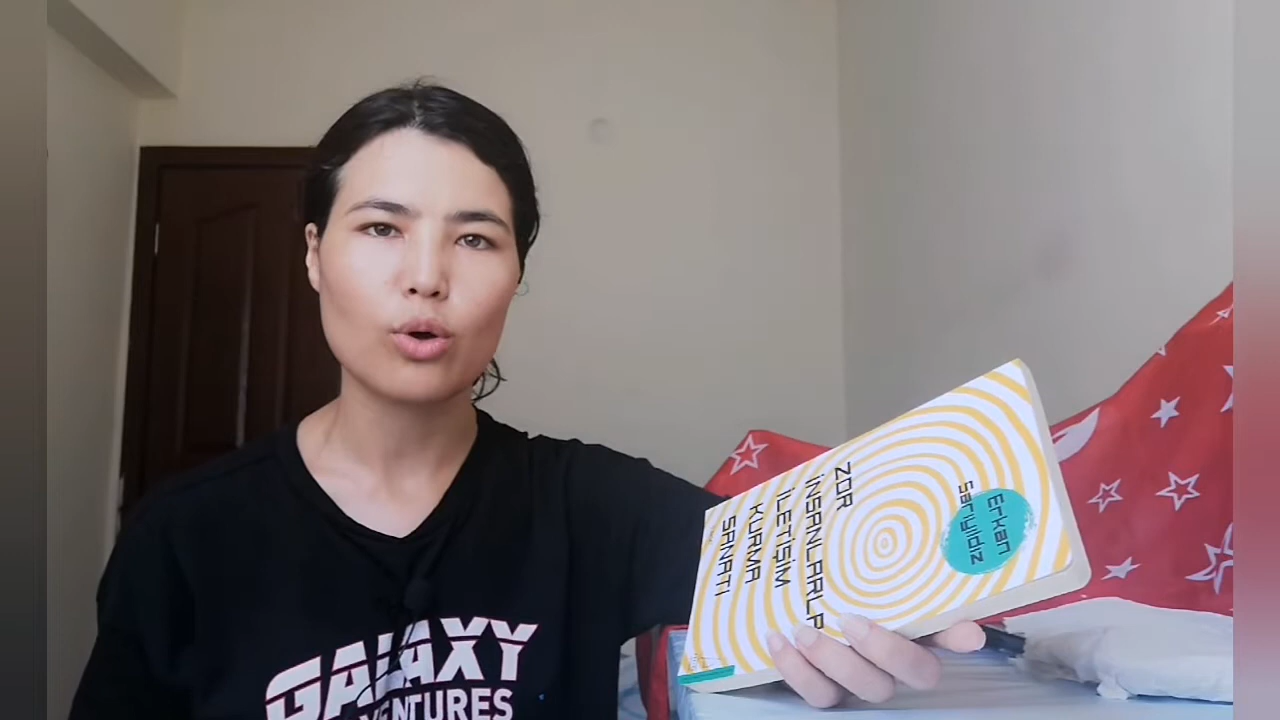 Erkan
Sarıyıldız
ZOR
İNSANLARLA
İLETİŞİM
KURMA
SANATI
GALAXY
VENTURES